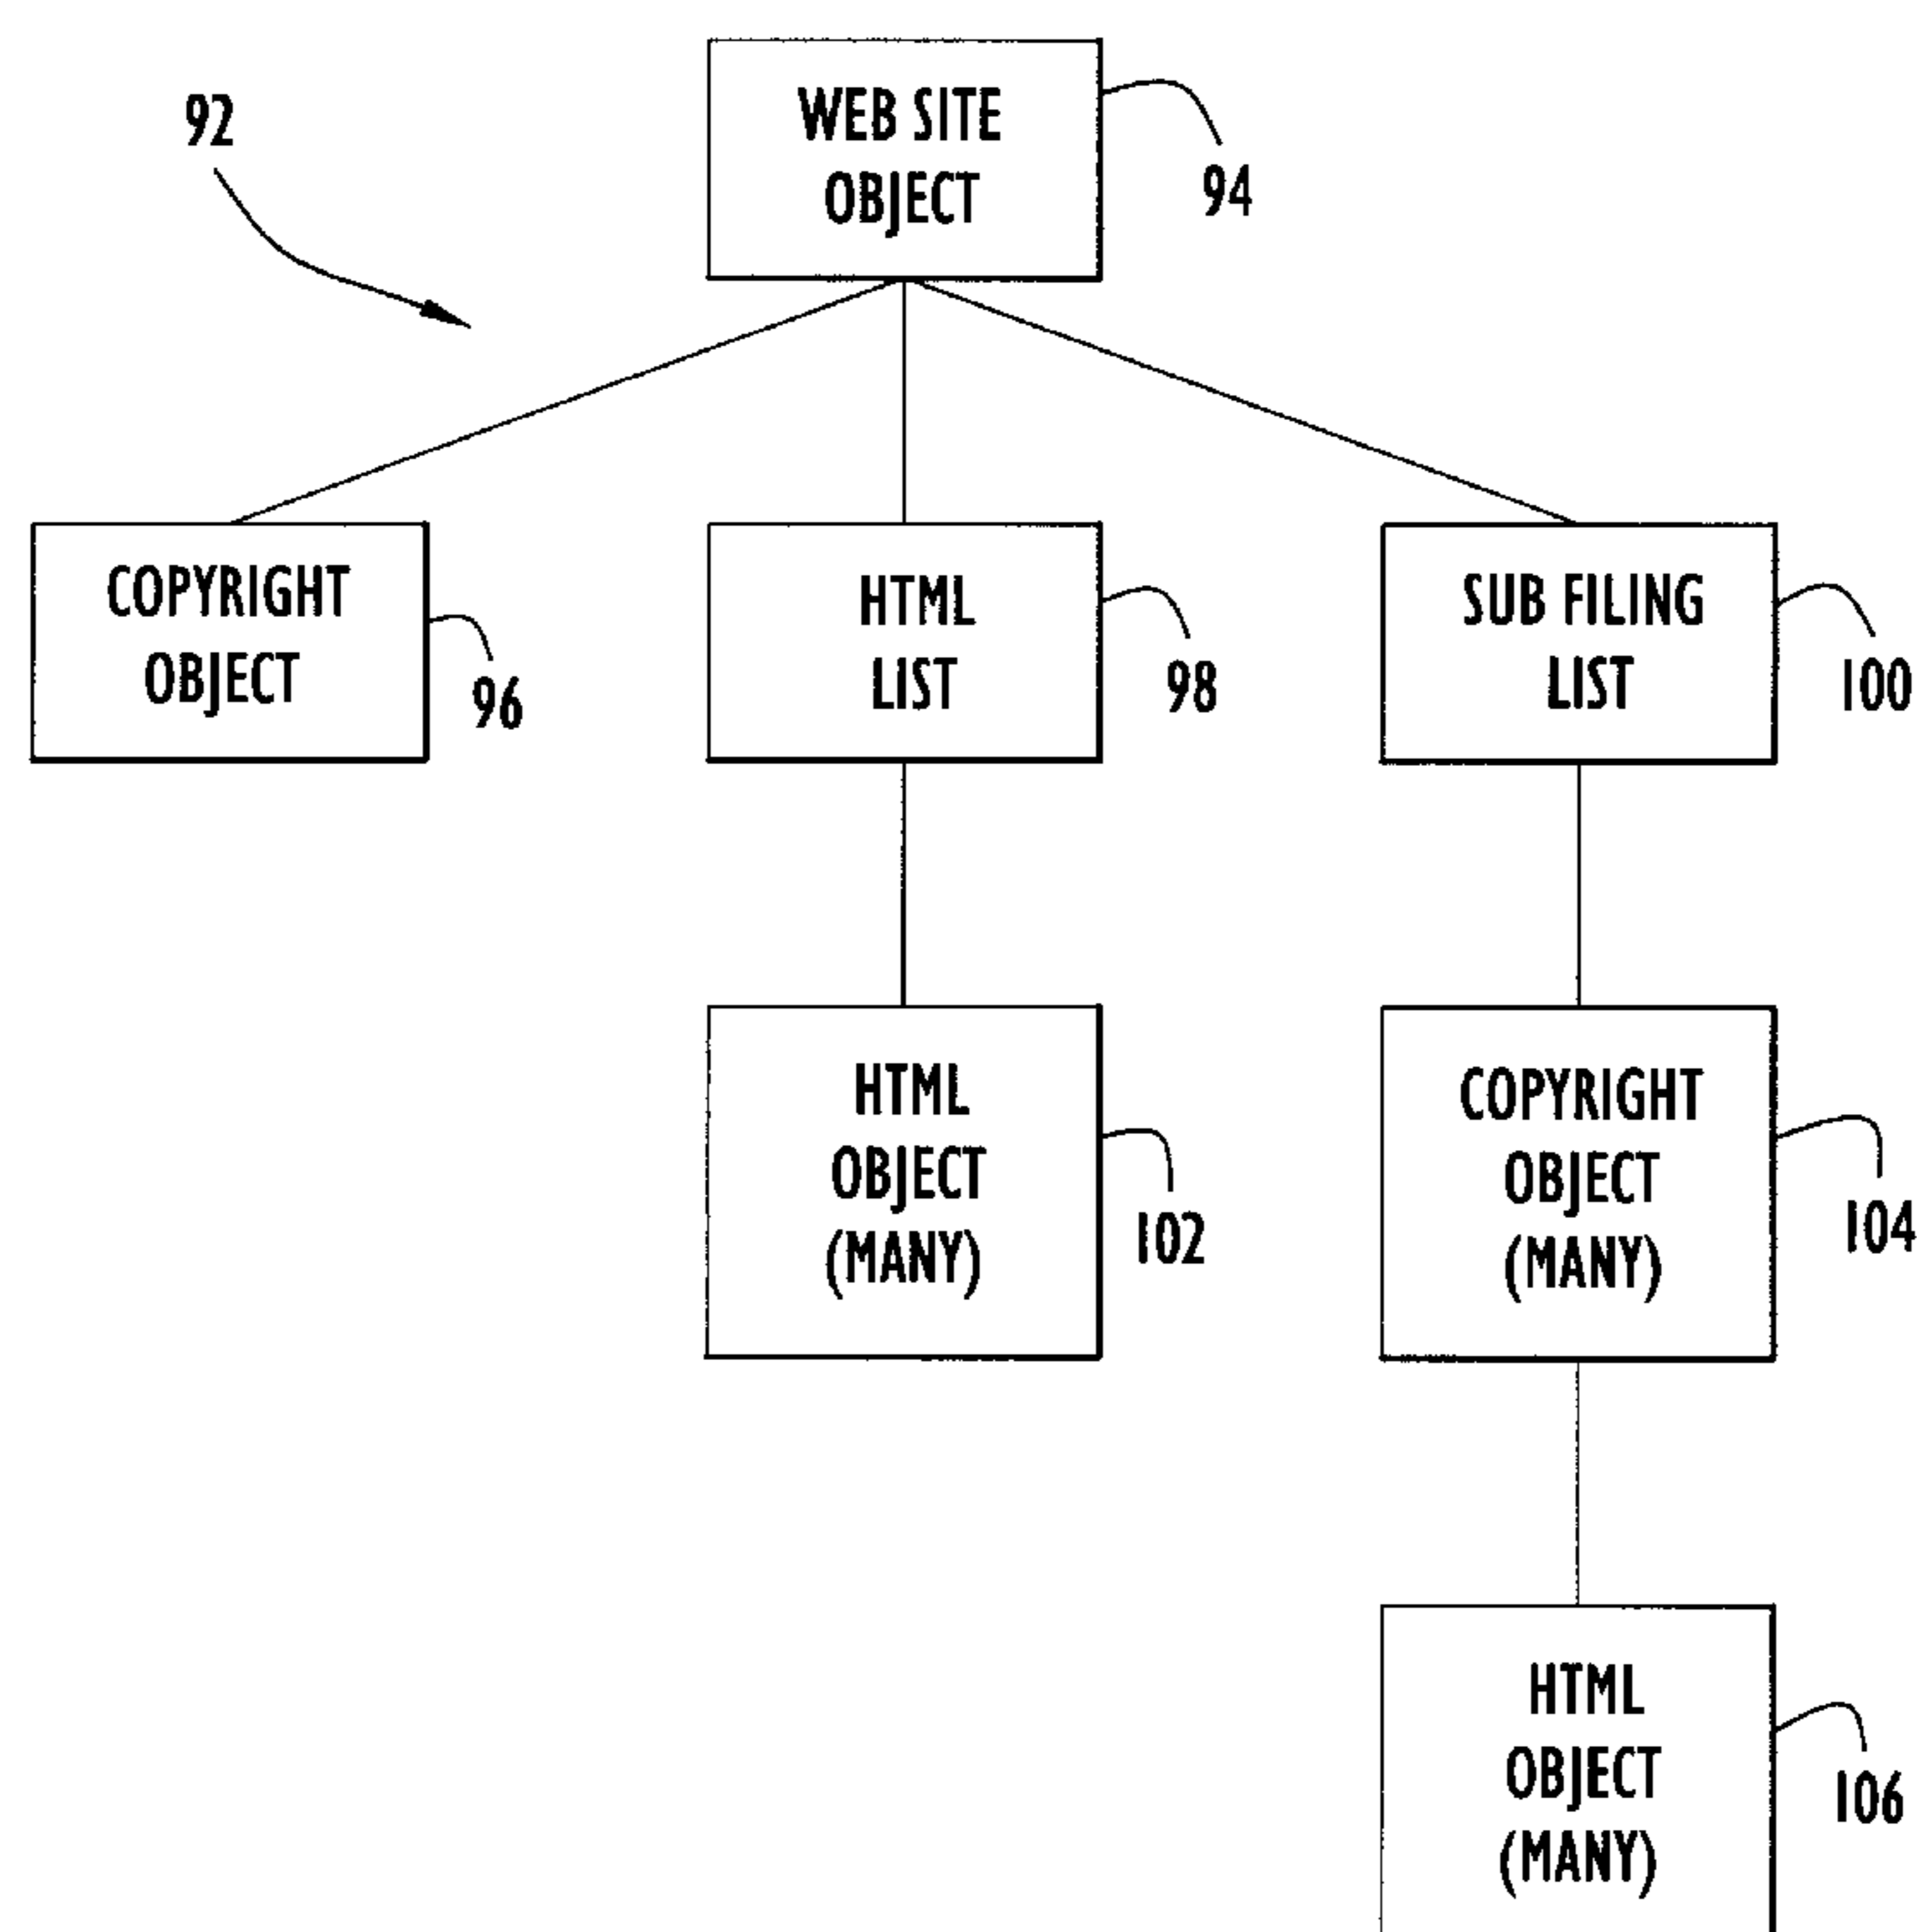 92
WEB SITE
OBJECT
94
COPYRIGHT
OBJECT
96
HTML
LIST
98
SUB FILING
LIST
100
HTML
OBJECT
(MANY)
102
COPYRIGHT
OBJECT
(MANY)
104
HTML
OBJECT
(MANY)
106